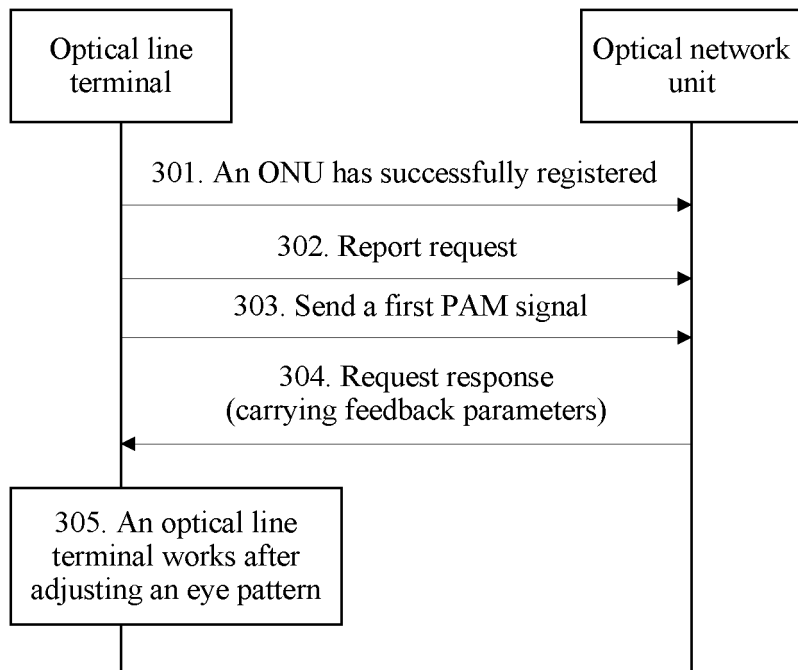 Optical line
terminal
Optical network
unit
301. An ONU has successfully registered
302. Report request
303. Send a first PAM signal
304. Request response
(carrying feedback parameters)
305. An optical line
terminal works after
adjusting an eye pattern